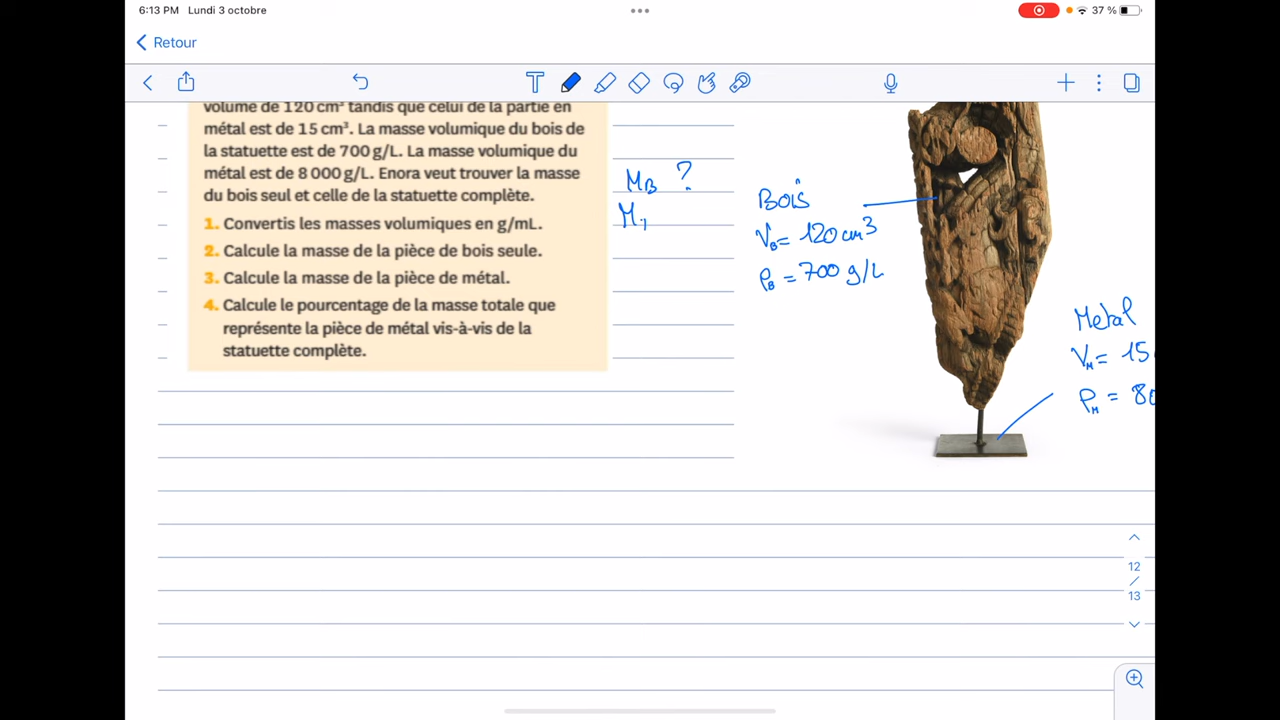 6:13 PM Lundi 3 octobre
37 %
Retour
volume de 120 cm³ tandis que celui de la partie en
métal est de 15 cm³. La masse volumique du bois de
la statuette est de 700 g/L. La masse volumique du
métal est de 8 000 g/L. Enora veut trouver la masse
du bois seul et celle de la statuette complète.
1. Convertis les masses volumiques en g/mL.
2. Calcule la masse de la pièce de bois seule.
3. Calcule la masse de la pièce de métal.
4. Calcule le pourcentage de la masse totale que
représente la pièce de métal vis-à-vis de la
statuette complète.
MB ?
M
Bois
VB = 120 cm³
ρB = 700 g/L
Metal
VM = 15
ρM = 80
12
/
13